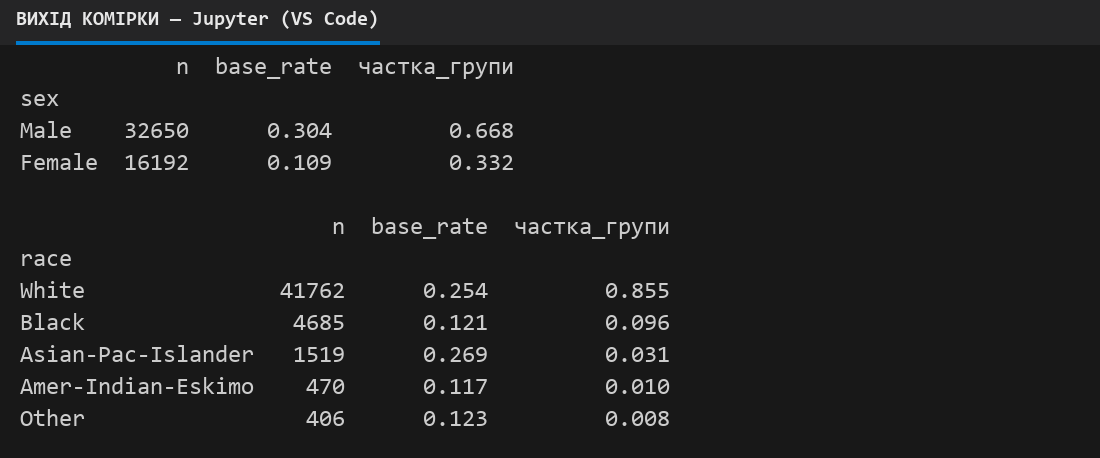 ВИХІД КОМІРКИ — Jupyter (VS Code)
n base_rate частка_групи
sex
Male 32650 0.304 0.668
Female 16192 0.109 0.332
n base_rate частка_групи
race
White 41762 0.254 0.855
Black 4685 0.121 0.096
Asian-Pac-Islander 1519 0.269 0.031
Amer-Indian-Eskimo 470 0.117 0.010
Other 406 0.123 0.008